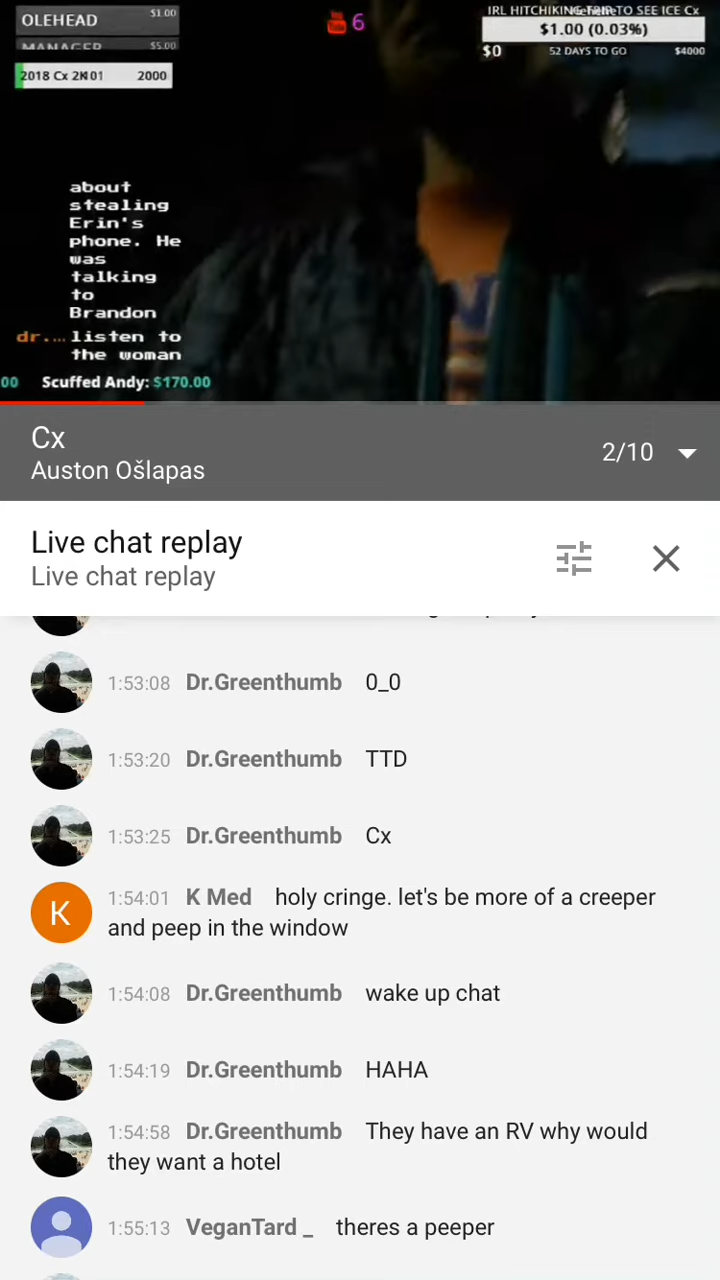 OLEHEAD $1.00
MANAGER $5.00
2018 Cx 2K01 2000
6
IRL HITCHIKING TRIP TO SEE ICE Cx
$1.00 (0.03%)
$0 52 DAYS TO GO $4000
about
stealing
Erin's
phone. He
was
talking
to
Brandon
dr.… listen to
the woman
00 Scuffed Andy: $170.00
Cx
Auston Ošlapas
2/10
Live chat replay
Live chat replay
1:53:08 Dr.Greenthumb 0_0
1:53:20 Dr.Greenthumb TTD
1:53:25 Dr.Greenthumb Cx
K
1:54:01 K Med holy cringe. let's be more of a creeper
and peep in the window
1:54:08 Dr.Greenthumb wake up chat
1:54:19 Dr.Greenthumb HAHA
1:54:58 Dr.Greenthumb They have an RV why would
they want a hotel
1:55:13 VeganTard _ theres a peeper